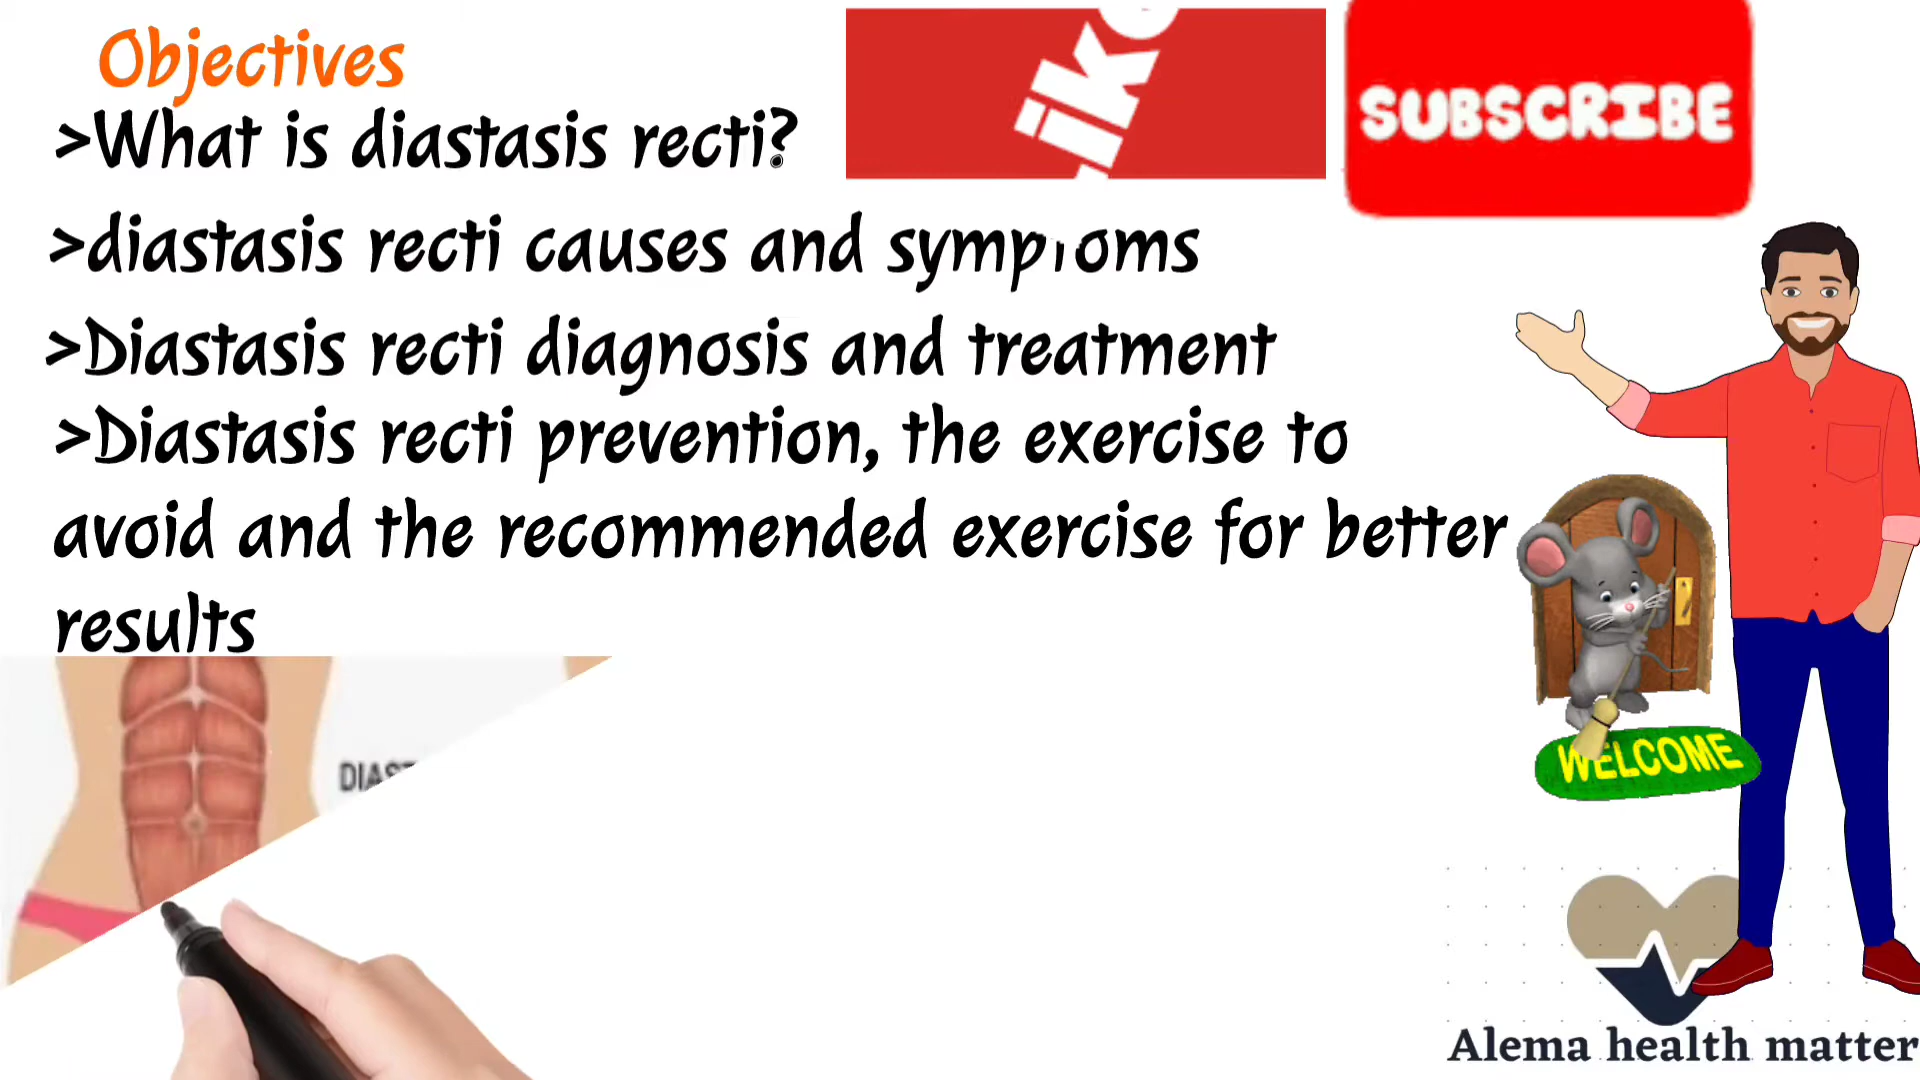 Objectives
>What is diastasis recti?
SUBSCRIBE
>diastasis recti causes and symptoms
>Diastasis recti diagnosis and treatment
>Diastasis recti prevention, the exercise to
avoid and the recommended exercise for better
results
WELCOME
Alema health matter